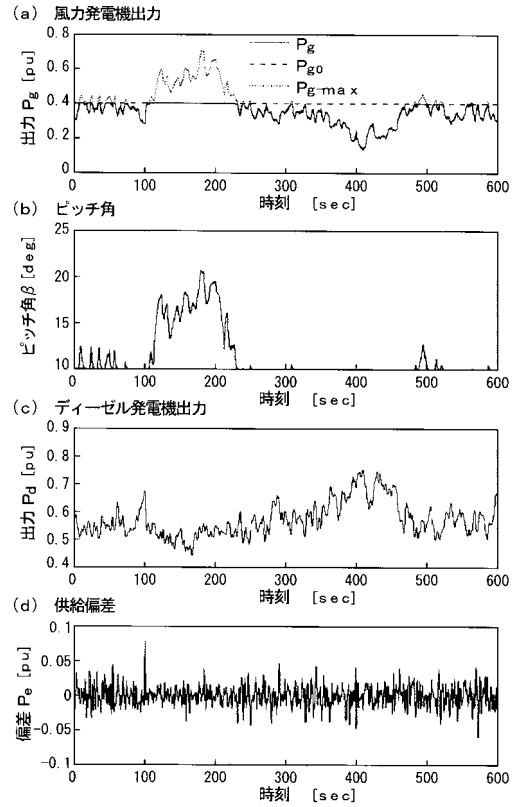 (a) 風力発電機出力
0.8
0.6
0.4
0.2
0
出力 Pg [pu]
Pg
Pg0
Pg-max
0 100 200 300 400 500 600
時刻 [sec]
(b) ピッチ角
25
20
15
10
ピッチ角β[deg]
0 100 200 300 400 500 600
時刻 [sec]
(c) ディーゼル発電機出力
0.9
0.8
0.7
0.6
0.5
0.4
出力 Pd [pu]
0 100 200 300 400 500 600
時刻 [sec]
(d) 供給偏差
0.1
0.05
0
-0.05
-0.1
偏差 Pe [pu]
0 100 200 300 400 500 600
時刻 [sec]